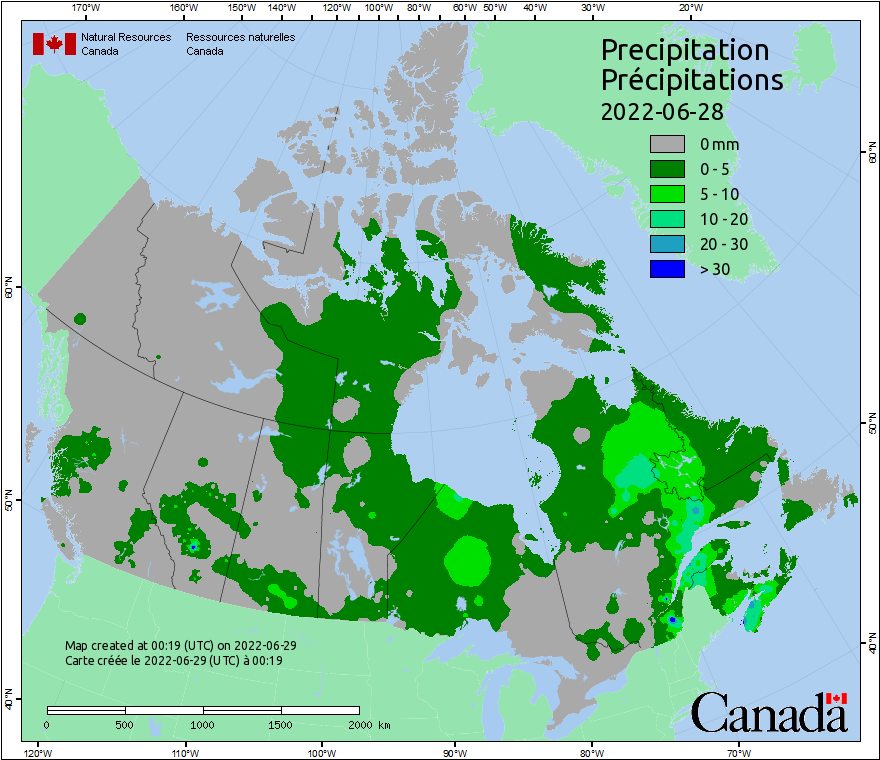 170°W 160°W 150°W 140°W 130°W 120°W 110°W 100°W 90°W 80°W 70°W 60°W 50°W 40°W 30°W 20°W
Natural Resources Canada
Ressources naturelles Canada
Precipitation
Précipitations
2022-06-28
0 mm
0 - 5
5 - 10
10 - 20
20 - 30
> 30
60°N
50°N
40°N
60°N
50°N
40°N
Map created at 00:19 (UTC) on 2022-06-29
Carte créée le 2022-06-29 (UTC) à 00:19
0 500 1000 1500 2000 km
Canada
120°W 110°W 100°W 90°W 80°W 70°W